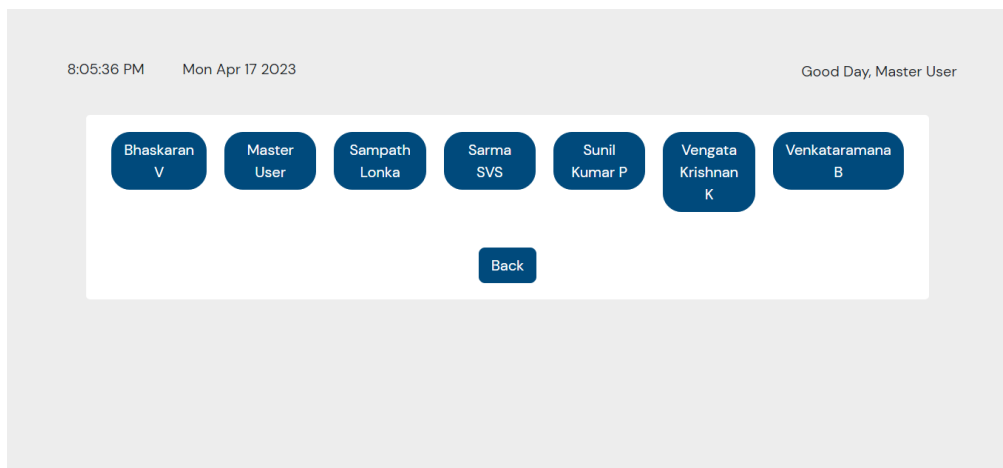 8:05:36 PM Mon Apr 17 2023
Good Day, Master User
Bhaskaran
V
Master
User
Sampath
Lonka
Sarma
SVS
Sunil
Kumar P
Vengata
Krishnan
K
Venkataramana
B
Back